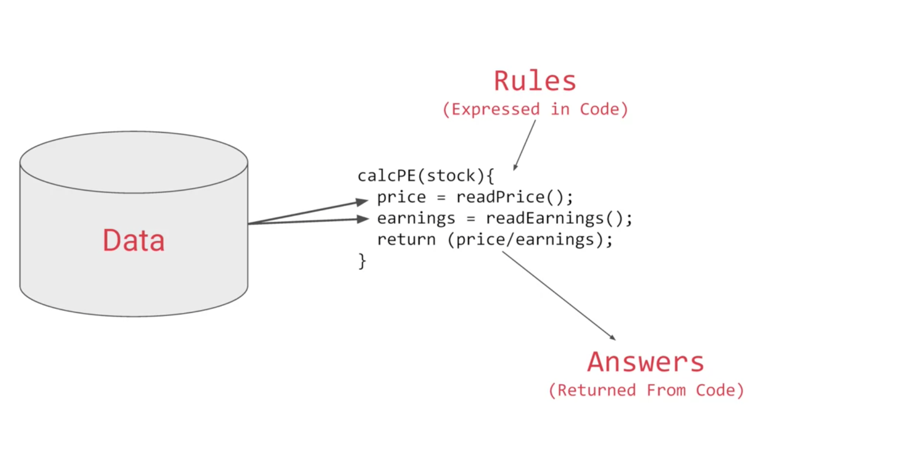 Rules
(Expressed in Code)
Data
calcPE(stock){
  price = readPrice();
  earnings = readEarnings();
  return (price/earnings);
}
Answers
(Returned From Code)